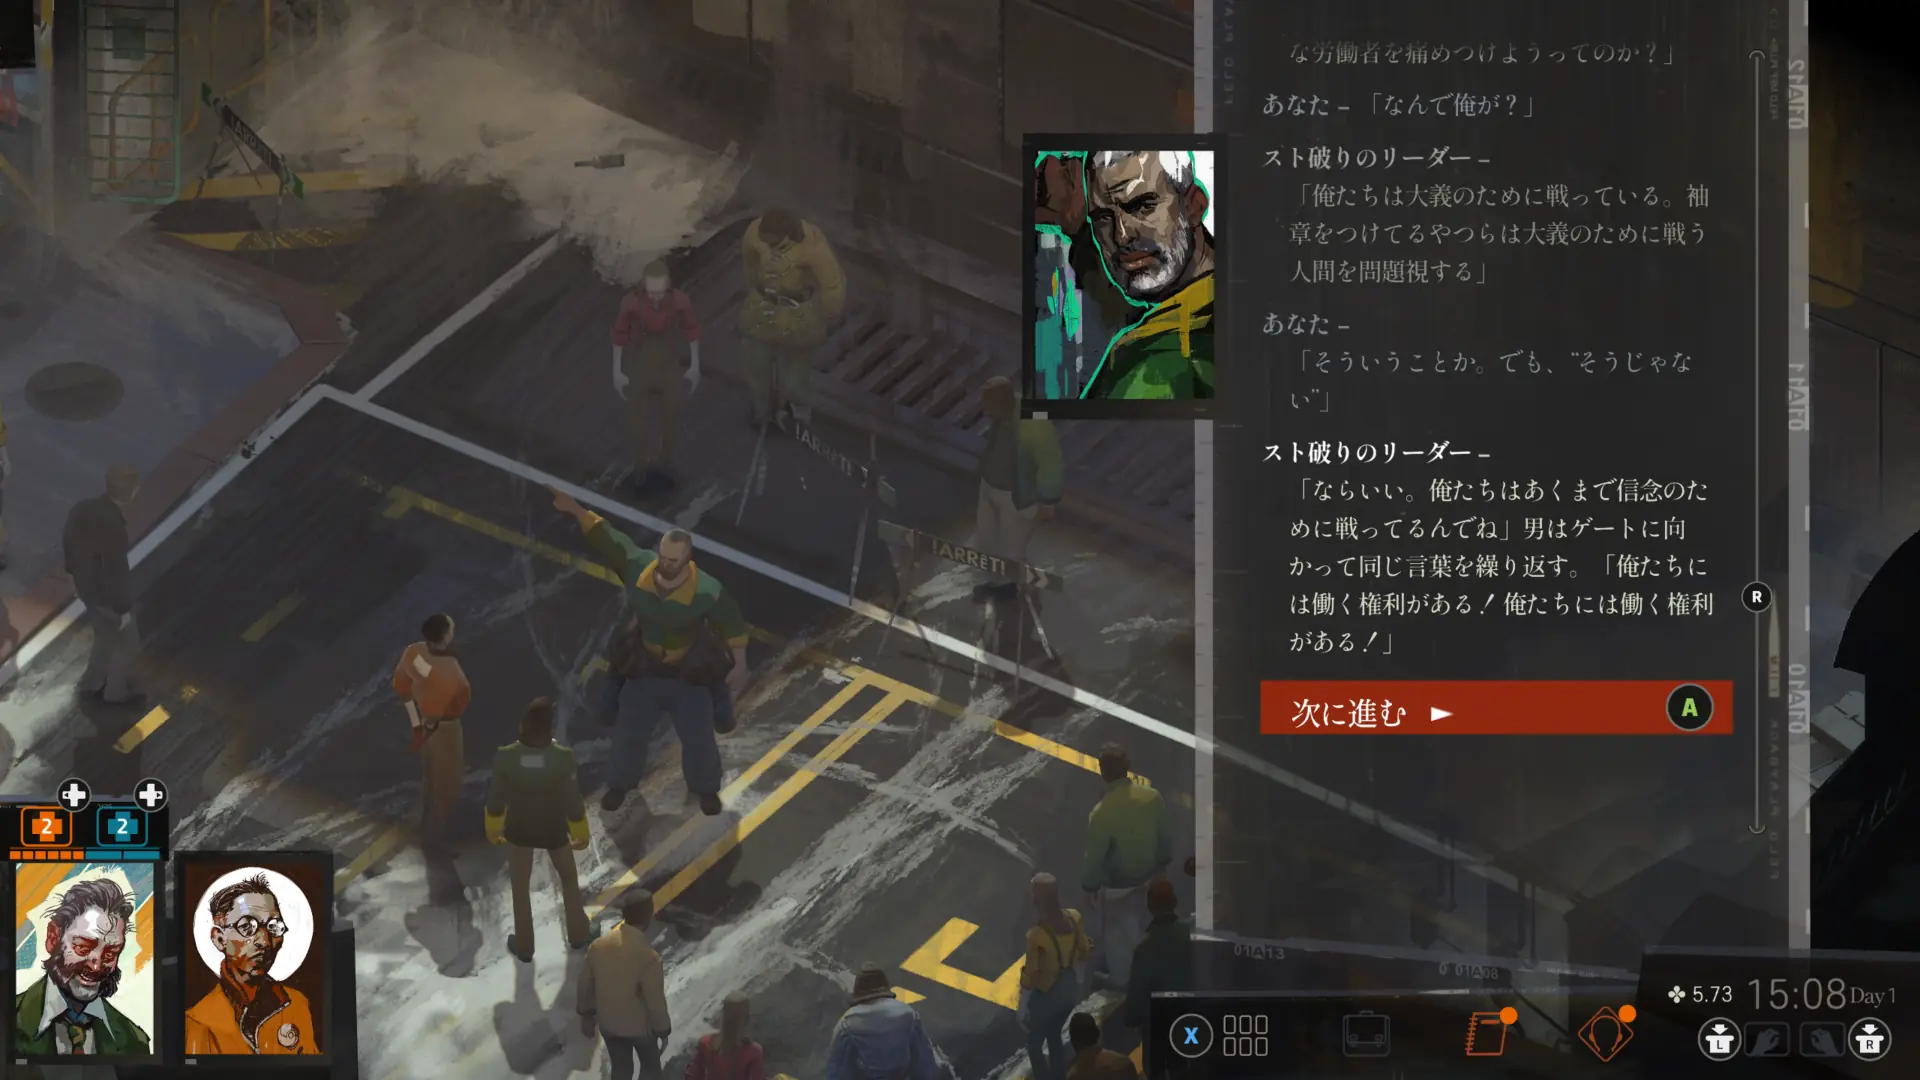 な労働者を痛めつけようってのか？」
あなた –「なんで俺が？」
スト破りのリーダー –
「俺たちは大義のために戦っている。袖
章をつけてるやつらは大義のために戦う
人間を問題視する」
あなた –
「そういうことか。でも、“そうじゃな
い”」
スト破りのリーダー –
「ならいい。俺たちはあくまで信念のた
めに戦ってるんでね」男はゲートに向
かって同じ言葉を繰り返す。「俺たちに
は働く権利がある！俺たちには働く権利
がある！」
次に進む
A
R
!ARRÊT!
!ARRÊT!
2
2
01A13
01A08
X
5.73
15:08 Day 1
L
R